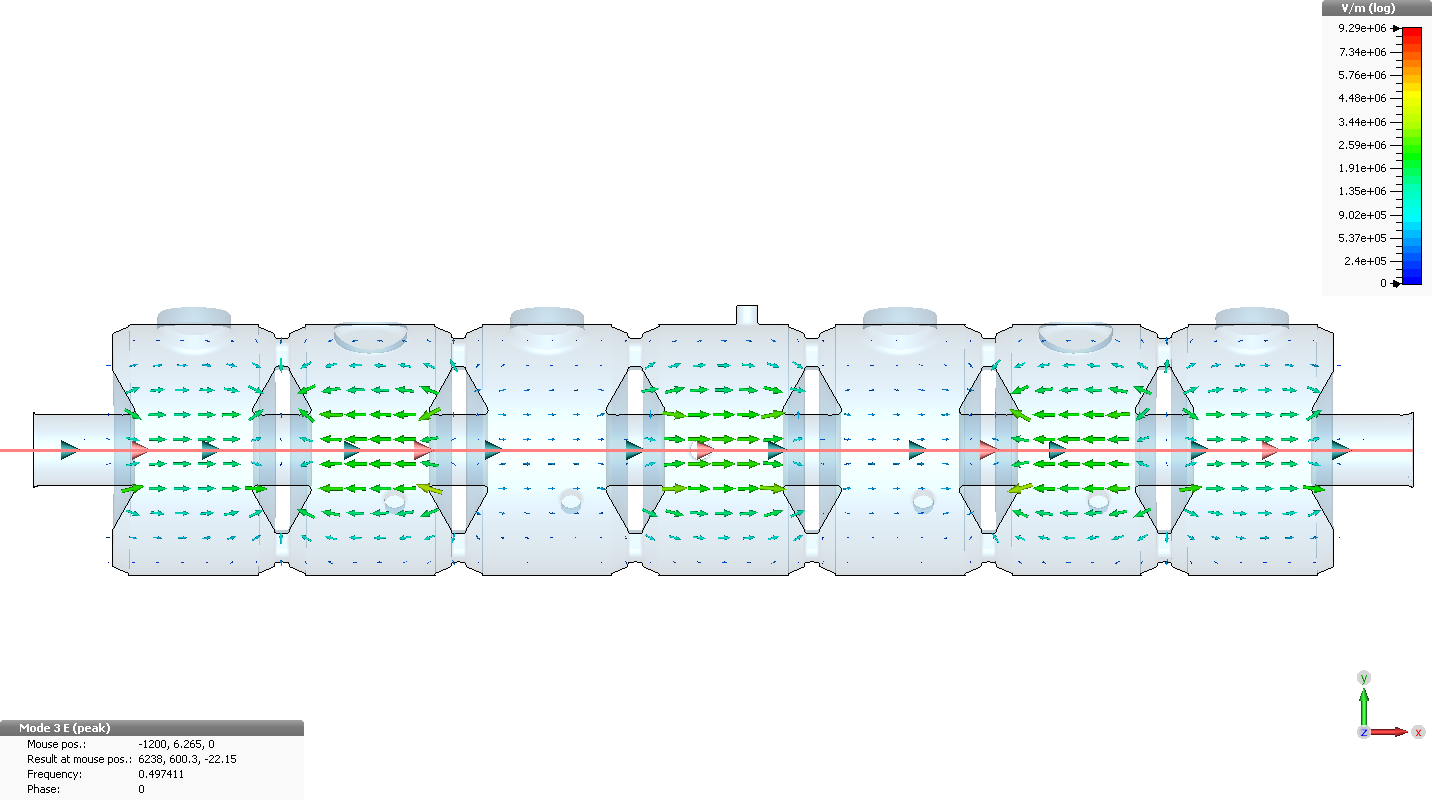 V/m (log)
9.29e+06
7.34e+06
5.76e+06
4.48e+06
3.44e+06
2.59e+06
1.91e+06
1.35e+06
9.02e+05
5.37e+05
2.4e+05
0
y
z x
Mode 3 E (peak)
Mouse pos.: -1200, 6.265, 0
Result at mouse pos.: 6238, 600.3, -22.15
Frequency: 0.497411
Phase: 0